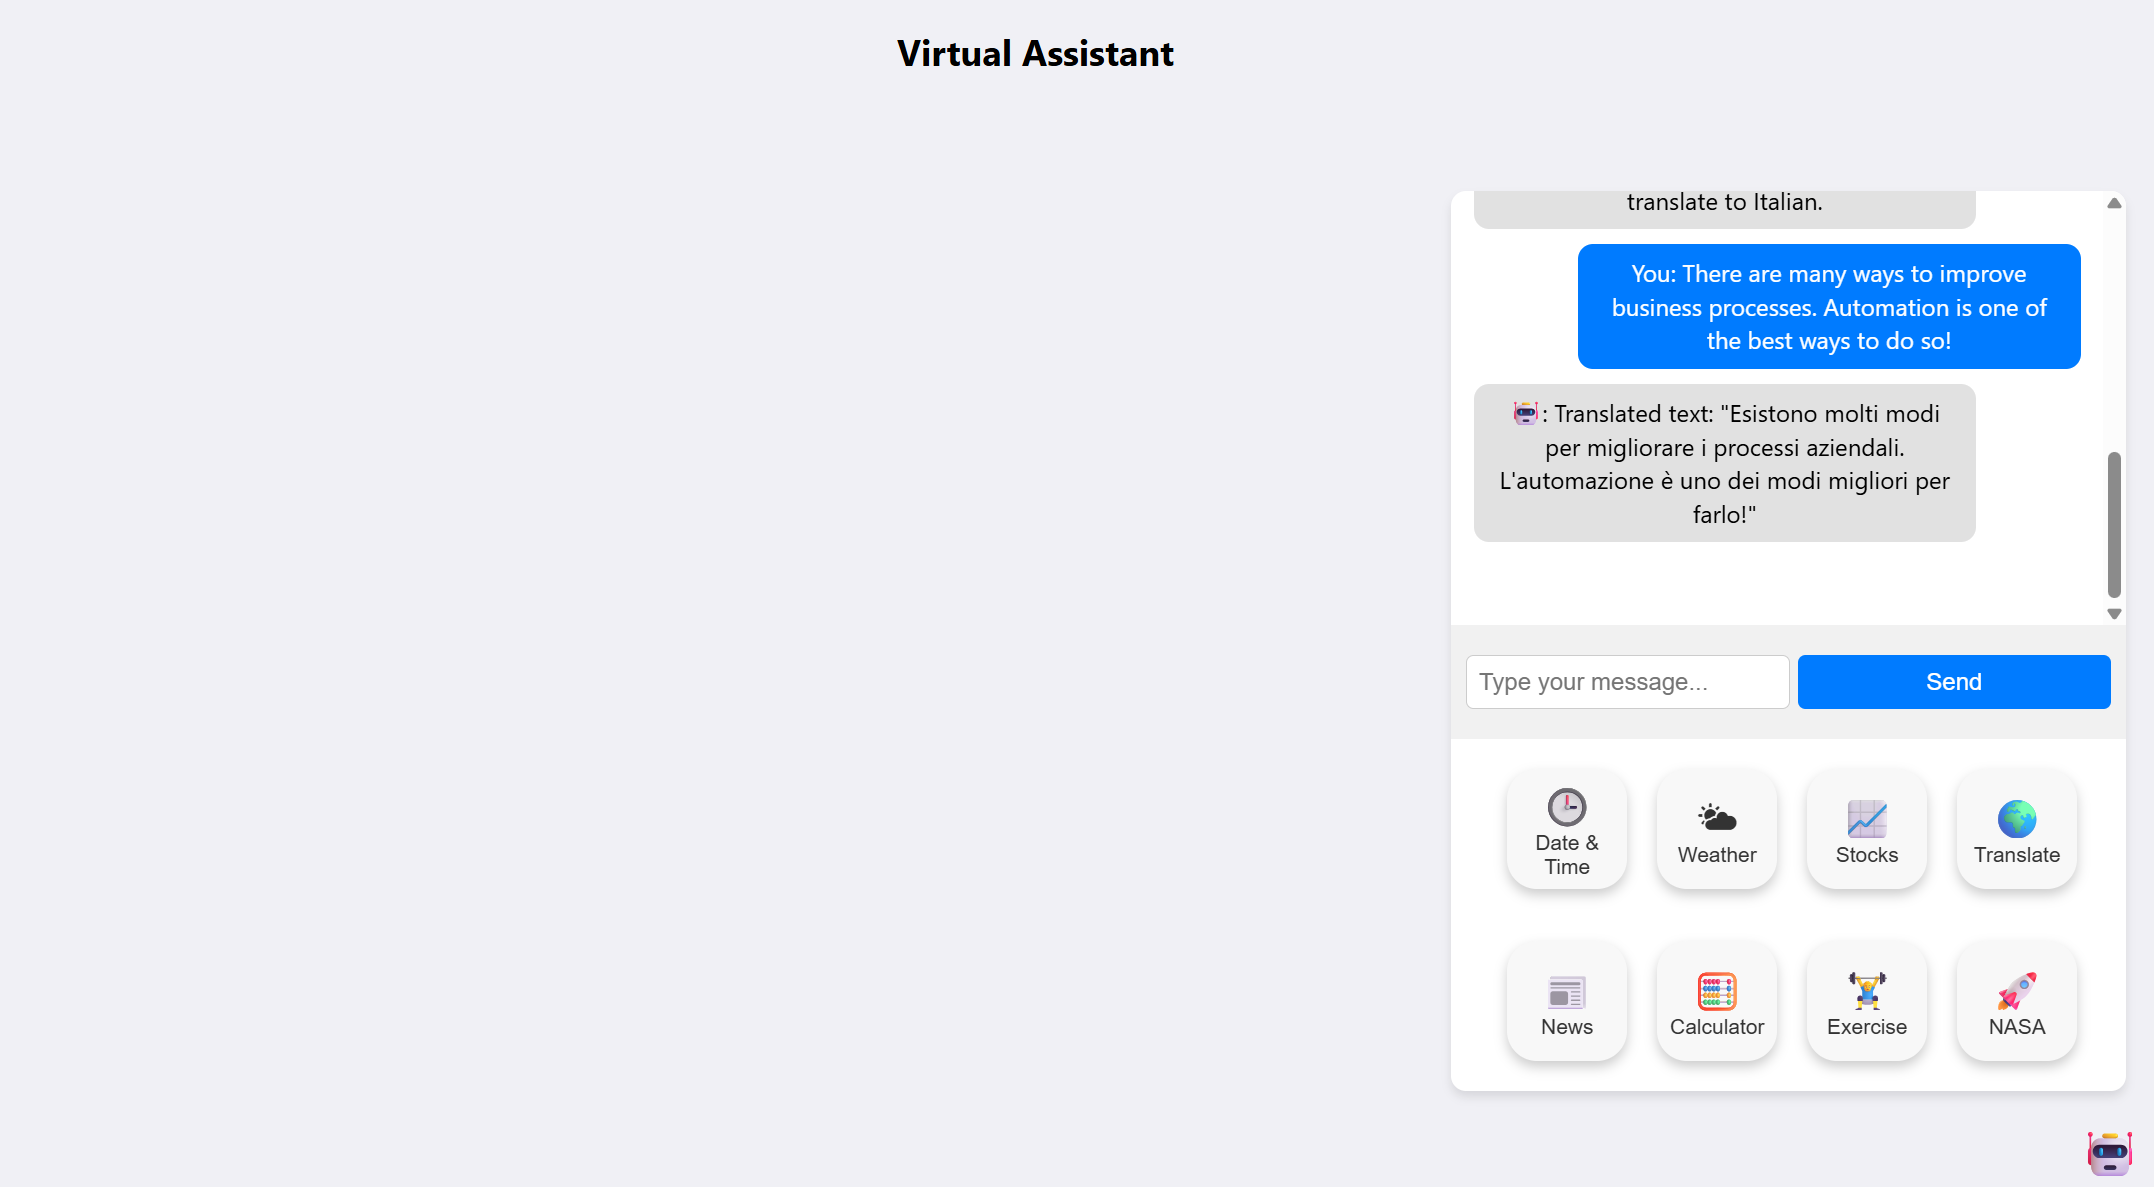 Virtual Assistant
translate to Italian.
You: There are many ways to improve
business processes. Automation is one of
the best ways to do so!
🤖: Translated text: "Esistono molti modi
per migliorare i processi aziendali.
L'automazione è uno dei modi migliori per
farlo!"
Type your message...
Send
Date &
Time
Weather
Stocks
Translate
News
Calculator
Exercise
NASA